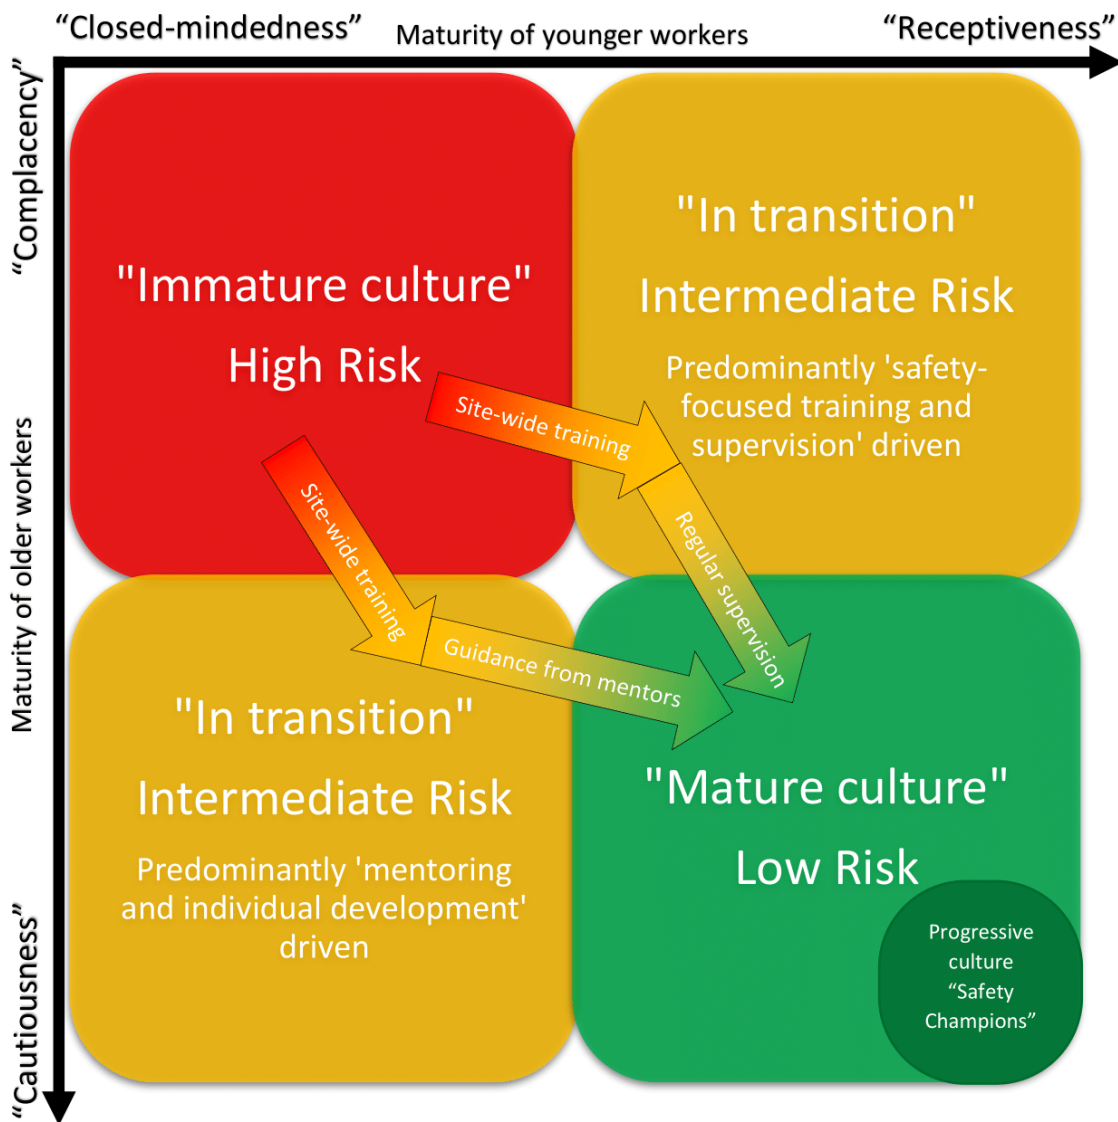 “Closed-mindedness”
Maturity of younger workers
“Receptiveness”
“Complacency”
Maturity of older workers
“Cautiousness”
"Immature culture"
High Risk
"In transition"
Intermediate Risk
Predominantly 'safety-
focused training and
supervision' driven
Site-wide training
Regular supervision
Site-wide training
Guidance from mentors
"In transition"
Intermediate Risk
Predominantly 'mentoring
and individual development'
driven
"Mature culture"
Low Risk
Progressive
culture
“Safety
Champions”